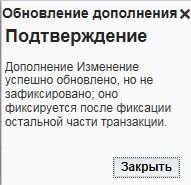 Обновление дополнения
Подтверждение
Дополнение Изменение
успешно обновлено, но не
зафиксировано; оно
фиксируется после фиксации
остальной части транзакции.
Закрыть